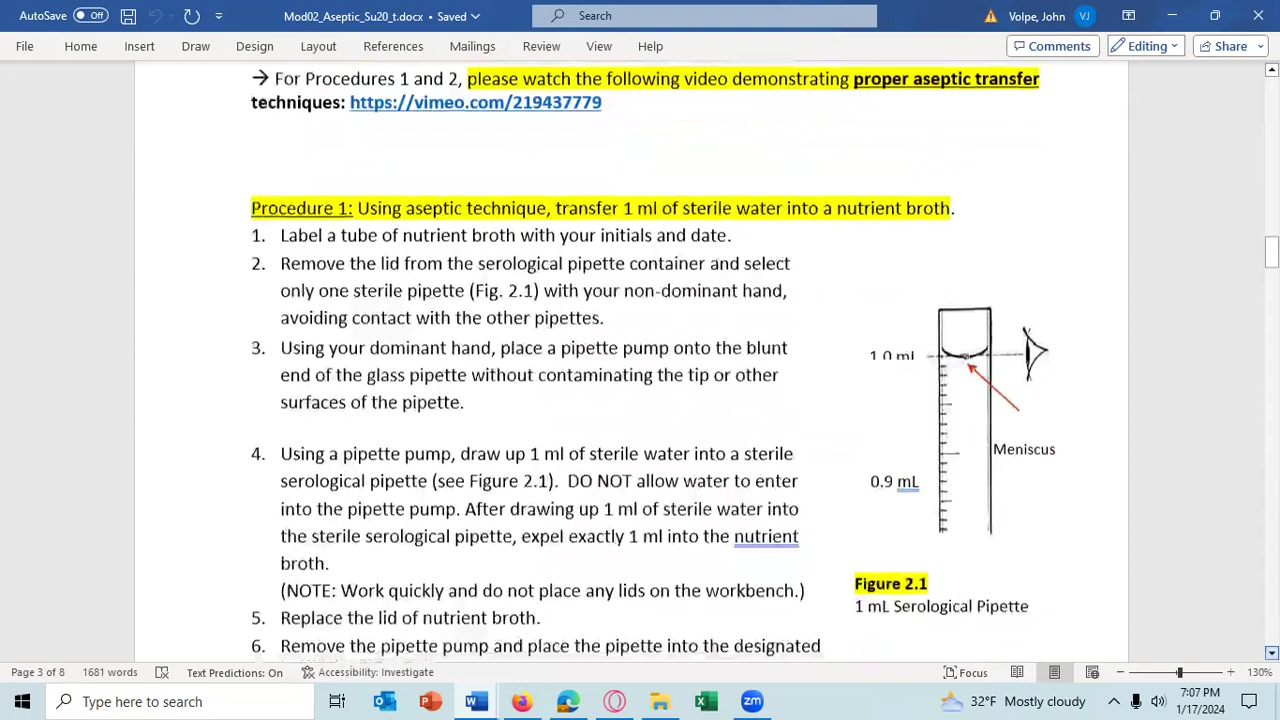 AutoSave Off Mod02_Aseptic_Su20_t.docx • Saved Search Volpe, John VJ
File Home Insert Draw Design Layout References Mailings Review View Help Comments Editing Share
→ For Procedures 1 and 2, please watch the following video demonstrating proper aseptic transfer
techniques: https://vimeo.com/219437779
Procedure 1: Using aseptic technique, transfer 1 ml of sterile water into a nutrient broth.
1. Label a tube of nutrient broth with your initials and date.
2. Remove the lid from the serological pipette container and select
only one sterile pipette (Fig. 2.1) with your non-dominant hand,
avoiding contact with the other pipettes.
3. Using your dominant hand, place a pipette pump onto the blunt
end of the glass pipette without contaminating the tip or other
surfaces of the pipette.
4. Using a pipette pump, draw up 1 ml of sterile water into a sterile
serological pipette (see Figure 2.1). DO NOT allow water to enter
into the pipette pump. After drawing up 1 ml of sterile water into
the sterile serological pipette, expel exactly 1 ml into the nutrient
broth.
(NOTE: Work quickly and do not place any lids on the workbench.)
5. Replace the lid of nutrient broth.
6. Remove the pipette pump and place the pipette into the designated
1.0 ml
Meniscus
0.9 mL
Figure 2.1
1 mL Serological Pipette
Page 3 of 8 1681 words Text Predictions: On Accessibility: Investigate Focus 130%
Type here to search 32°F Mostly cloudy 7:07 PM
1/17/2024